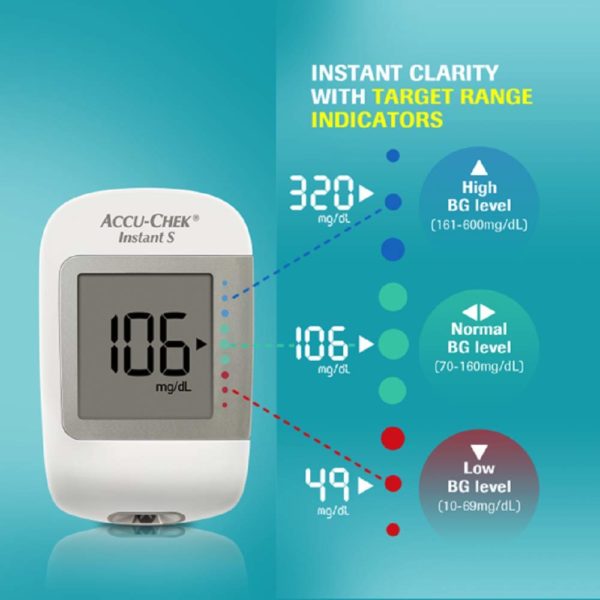 INSTANT CLARITY
WITH TARGET RANGE
INDICATORS
ACCU-CHEK®
Instant S
106
mg/dL
320
mg/dL
High
BG level
(161-600mg/dL)
106
mg/dL
Normal
BG level
(70-160mg/dL)
49
mg/dL
Low
BG level
(10-69mg/dL)